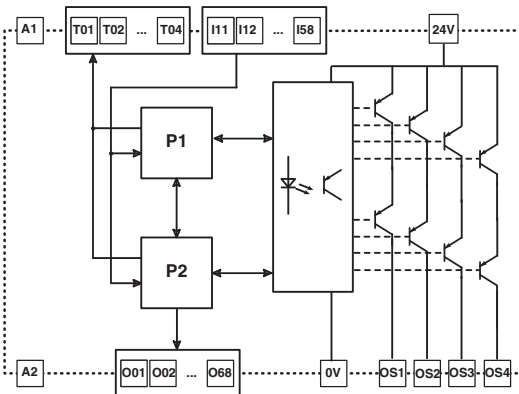 A1 T01 T02 ... T04 I11 I12 ... I58 24V
P1
P2
A2 O01 O02 ... O68 0V OS1 OS2 OS3 OS4